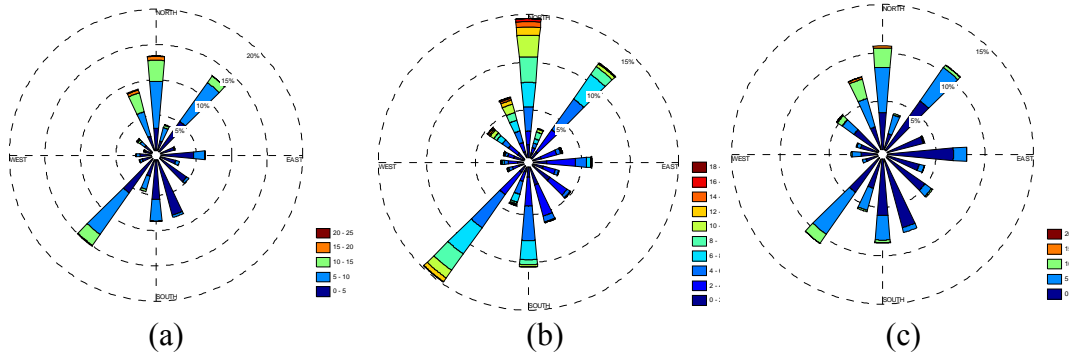 NORTH
20%
15%
10%
5%
WEST
EAST
SOUTH
20 - 25
15 - 20
10 - 15
5 - 10
0 - 5
(a)
NORTH
15%
10%
5%
WEST
EAST
SOUTH
18 -
16 -
14 -
12 -
10 -
8 -
6 -
4 -
2 -
0 -
(b)
NORTH
15%
10%
5%
WEST
EAST
SOUTH
(c)